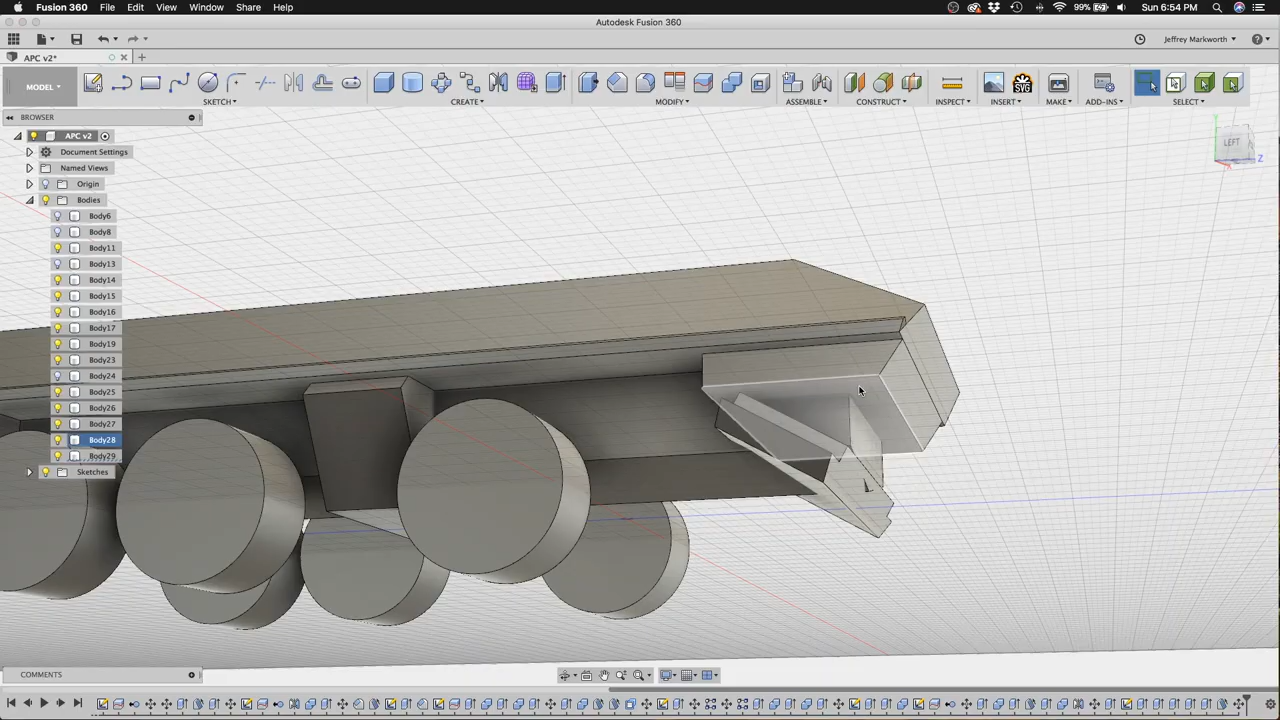 Fusion 360 File Edit View Window Share Help 99% Sun 6:54 PM
Autodesk Fusion 360
Jeffrey Markworth
APC v2*
MODEL SKETCH CREATE MODIFY ASSEMBLE CONSTRUCT INSPECT INSERT MAKE ADD-INS SELECT
SVG
BROWSER
APC v2
LEFT
Y
Z
X
Document Settings
Named Views
Origin
Bodies
Body6
Body8
Body11
Body13
Body14
Body15
Body16
Body17
Body19
Body23
Body24
Body25
Body26
Body27
Body28
Body29
Sketches
COMMENTS